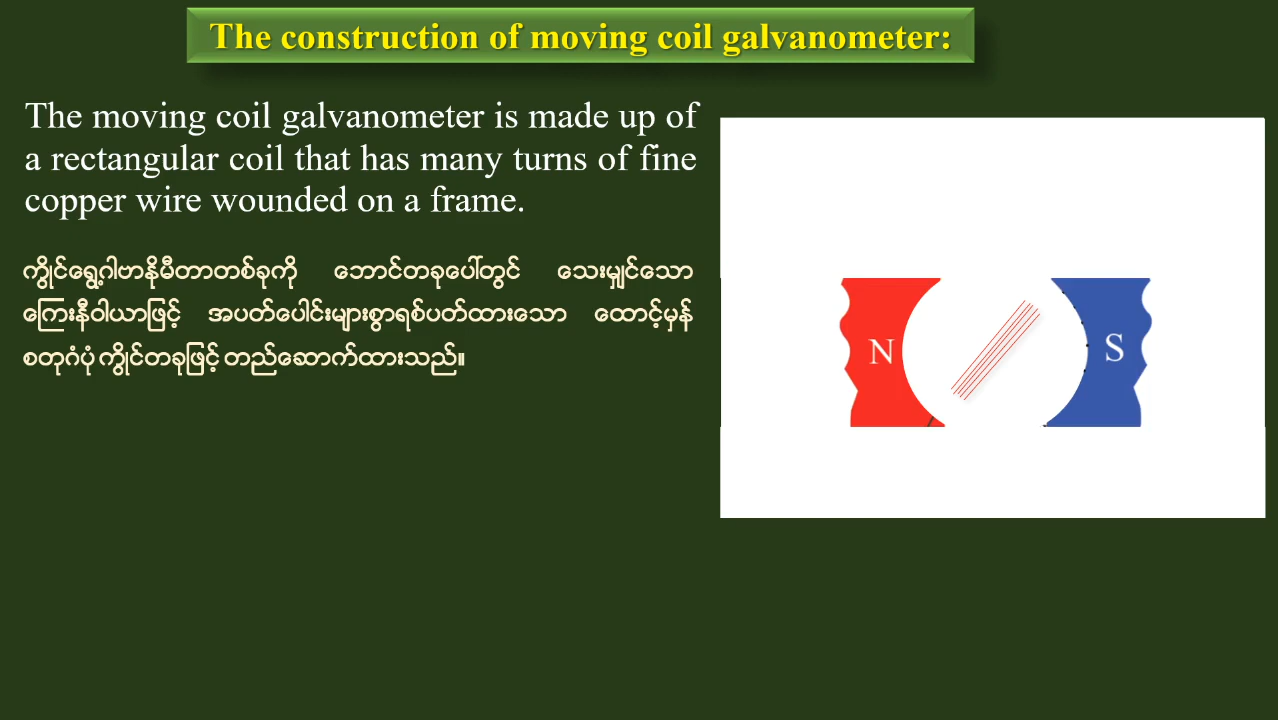 The construction of moving coil galvanometer:
The moving coil galvanometer is made up of
a rectangular coil that has many turns of fine
copper wire wounded on a frame.
ကွိုင်ရွေ့ဂါဗာနိုမီတာတစ်ခုကို ဘောင်တခုပေါ်တွင် သေးမျှင်သော
ကြေးနီဝါယာဖြင့် အပတ်ပေါင်းများစွာရစ်ပတ်ထားသော ထောင့်မှန်
စတုဂံပုံ ကွိုင်တခုဖြင့် တည်ဆောက်ထားသည်။
N
S